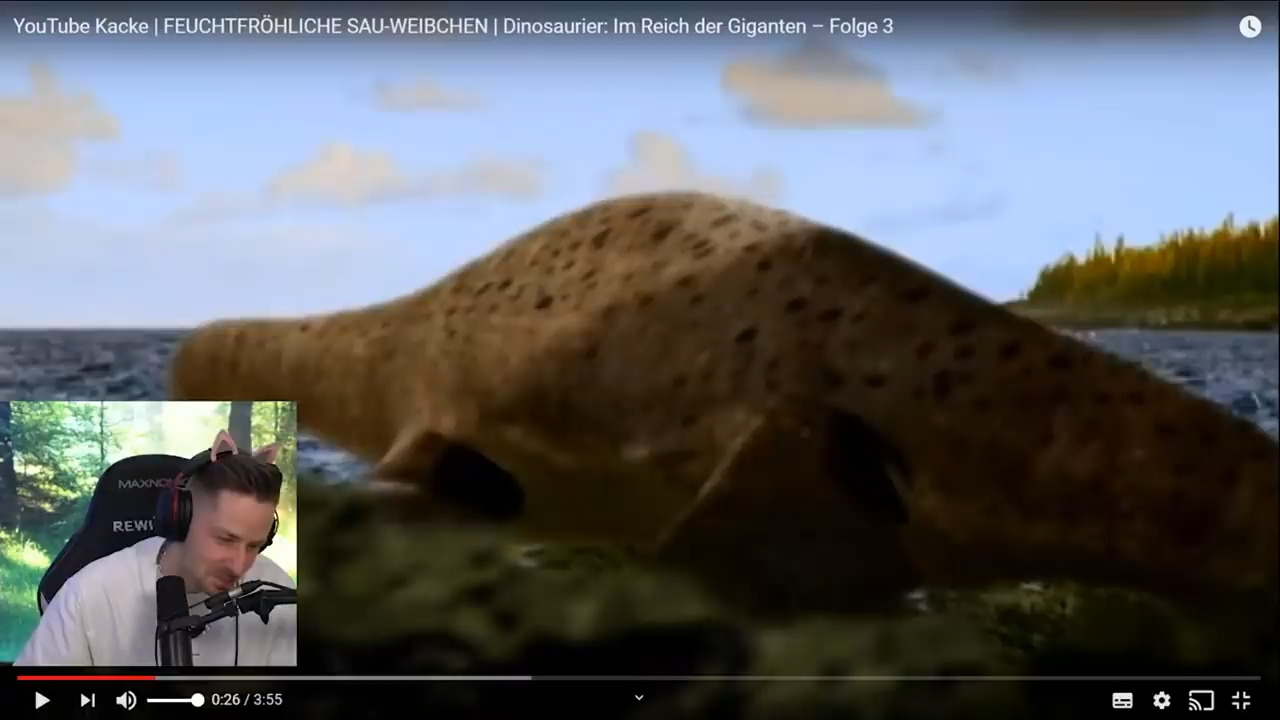 YouTube Kacke | FEUCHTFRÖHLICHE SAU-WEIBCHEN | Dinosaurier: Im Reich der Giganten – Folge 3
MAXNO
REWI
0:26 / 3:55